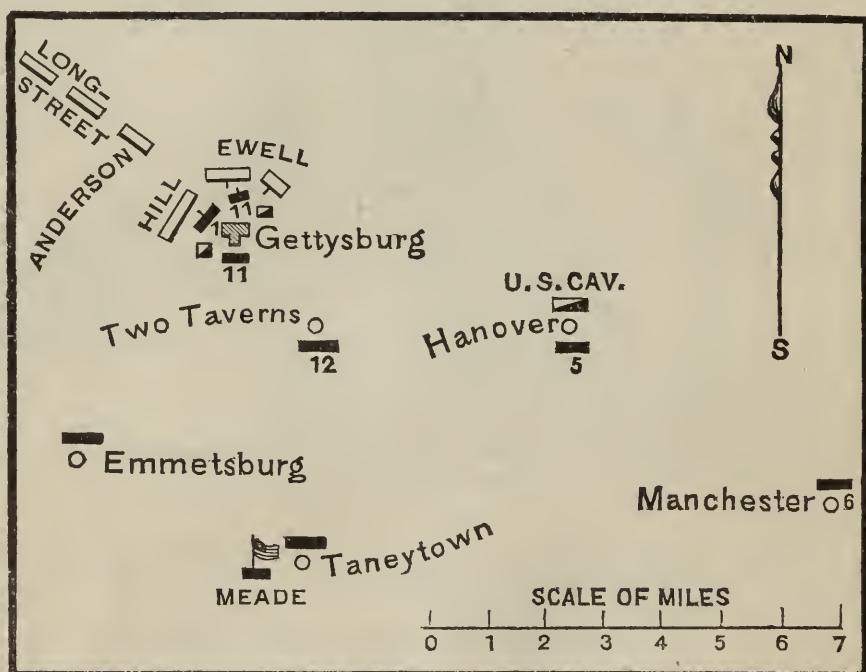 LONG-
STREET
ANDERSON
HILL
EWELL
11
1
Gettysburg
11
N
S
U.S.CAV.
Hanover
5
Two Taverns
12
Emmetsburg
Manchester
6
Taneytown
MEADE
SCALE OF MILES
0 1 2 3 4 5 6 7